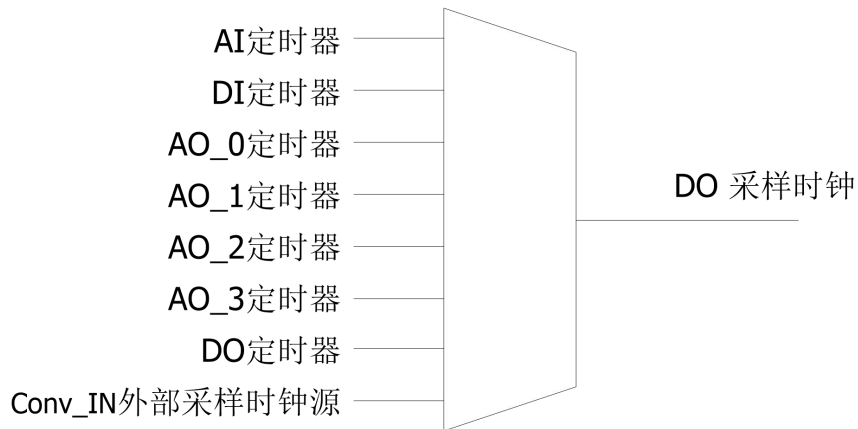 AI定时器
DI定时器
AO_0定时器
AO_1定时器
AO_2定时器
AO_3定时器
DO定时器
Conv_IN外部采样时钟源
DO 采样时钟